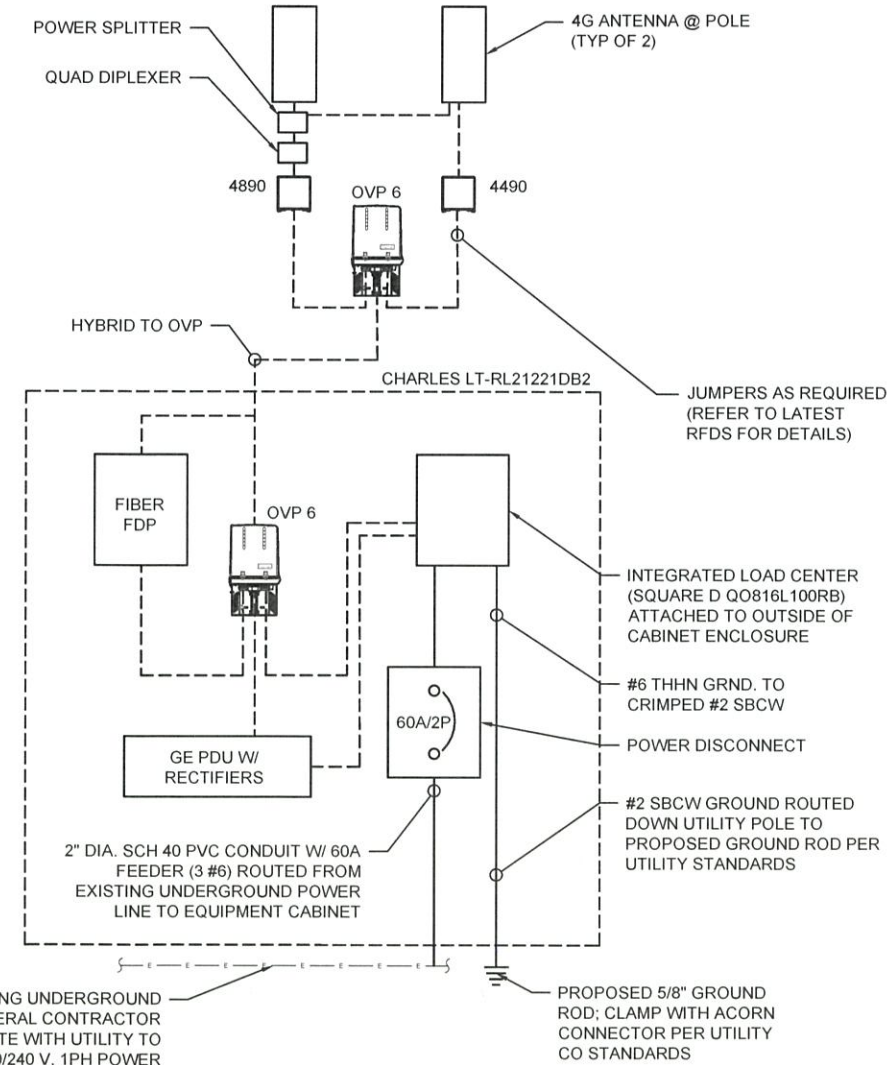 POWER SPLITTER
4G ANTENNA @ POLE
(TYP OF 2)
QUAD DIPLEXER
4890
OVP 6
4490
HYBRID TO OVP
CHARLES LT-RL21221DB2
JUMPERS AS REQUIRED
(REFER TO LATEST
RFDS FOR DETAILS)
FIBER
FDP
OVP 6
INTEGRATED LOAD CENTER
(SQUARE D QO816L100RB)
ATTACHED TO OUTSIDE OF
CABINET ENCLOSURE
#6 THHN GRND. TO
CRIMPED #2 SBCW
60A/2P
POWER DISCONNECT
GE PDU W/
RECTIFIERS
#2 SBCW GROUND ROUTED
DOWN UTILITY POLE TO
PROPOSED GROUND ROD PER
UTILITY STANDARDS
2" DIA. SCH 40 PVC CONDUIT W/ 60A
FEEDER (3 #6) ROUTED FROM
EXISTING UNDERGROUND POWER
LINE TO EQUIPMENT CABINET
E E E E E E E
NG UNDERGROUND
ERAL CONTRACTOR
TE WITH UTILITY TO
0/240 V, 1PH POWER
PROPOSED 5/8" GROUND
ROD; CLAMP WITH ACORN
CONNECTOR PER UTILITY
CO STANDARDS